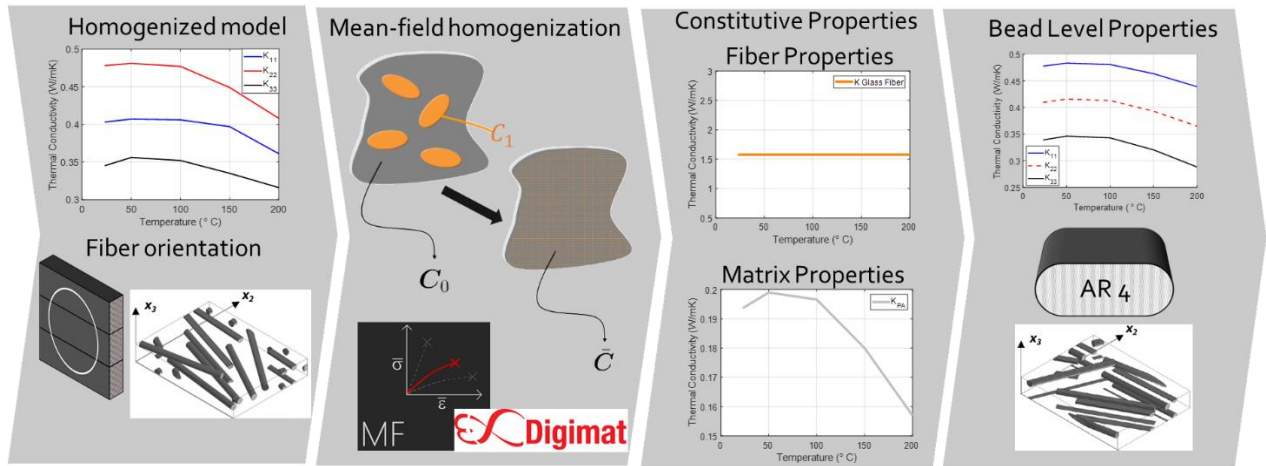 Homogenized model
Thermal Conductivity (W/mK)
0.5
0.45
0.4
0.35
0.3
K11
K22
K33
50
100
150
200
Temperature (° C)
Fiber orientation
x3
x2
Mean-field homogenization
C1
C0
C̄
σ̄
ε̄
MF
Digimat
Constitutive Properties
Fiber Properties
Thermal Conductivity (W/mK)
3
2.5
2
1.5
1
0.5
K Glass Fiber
50
100
150
200
Temperature (° C)
Matrix Properties
Thermal Conductivity (W/mK)
0.2
0.19
0.18
0.17
0.16
0.15
KPA
0
50
100
150
200
Temperature (° C)
Bead Level Properties
Thermal Conductivity (W/mK)
0.5
0.45
0.4
0.35
0.3
0.25
K11
K22
K33
50
100
150
200
Temperature (° C)
AR 4
x3
x2